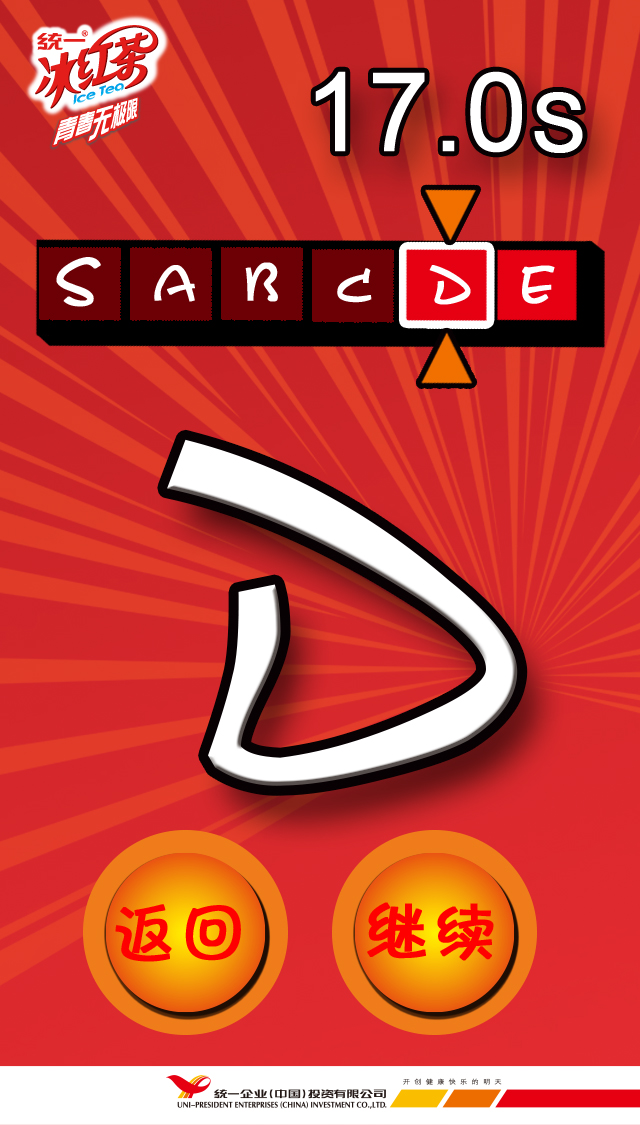 统一®
冰红茶
Ice Tea
青春无极限
17.0s
S A B C D E
D
返回 继续
统一企业(中国)投资有限公司
UNI-PRESIDENT ENTERPRISES (CHINA) INVESTMENT CO.,LTD.
开创健康快乐的明天